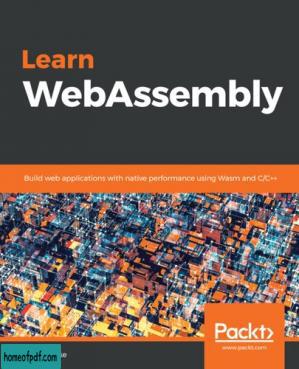 Learn
WebAssembly
Build web applications with native performance using Wasm and C/C++
Packt>
www.packt.com
homeofpdf.com